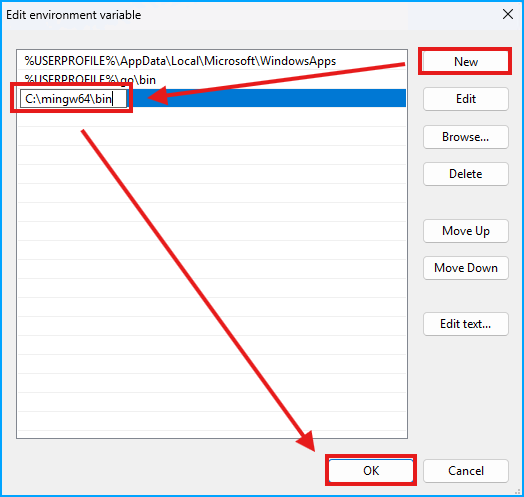 Edit environment variable
%USERPROFILE%\AppData\Local\Microsoft\WindowsApps
%USERPROFILE%\go\bin
C:\mingw64\bin
New
Edit
Browse...
Delete
Move Up
Move Down
Edit text...
OK
Cancel